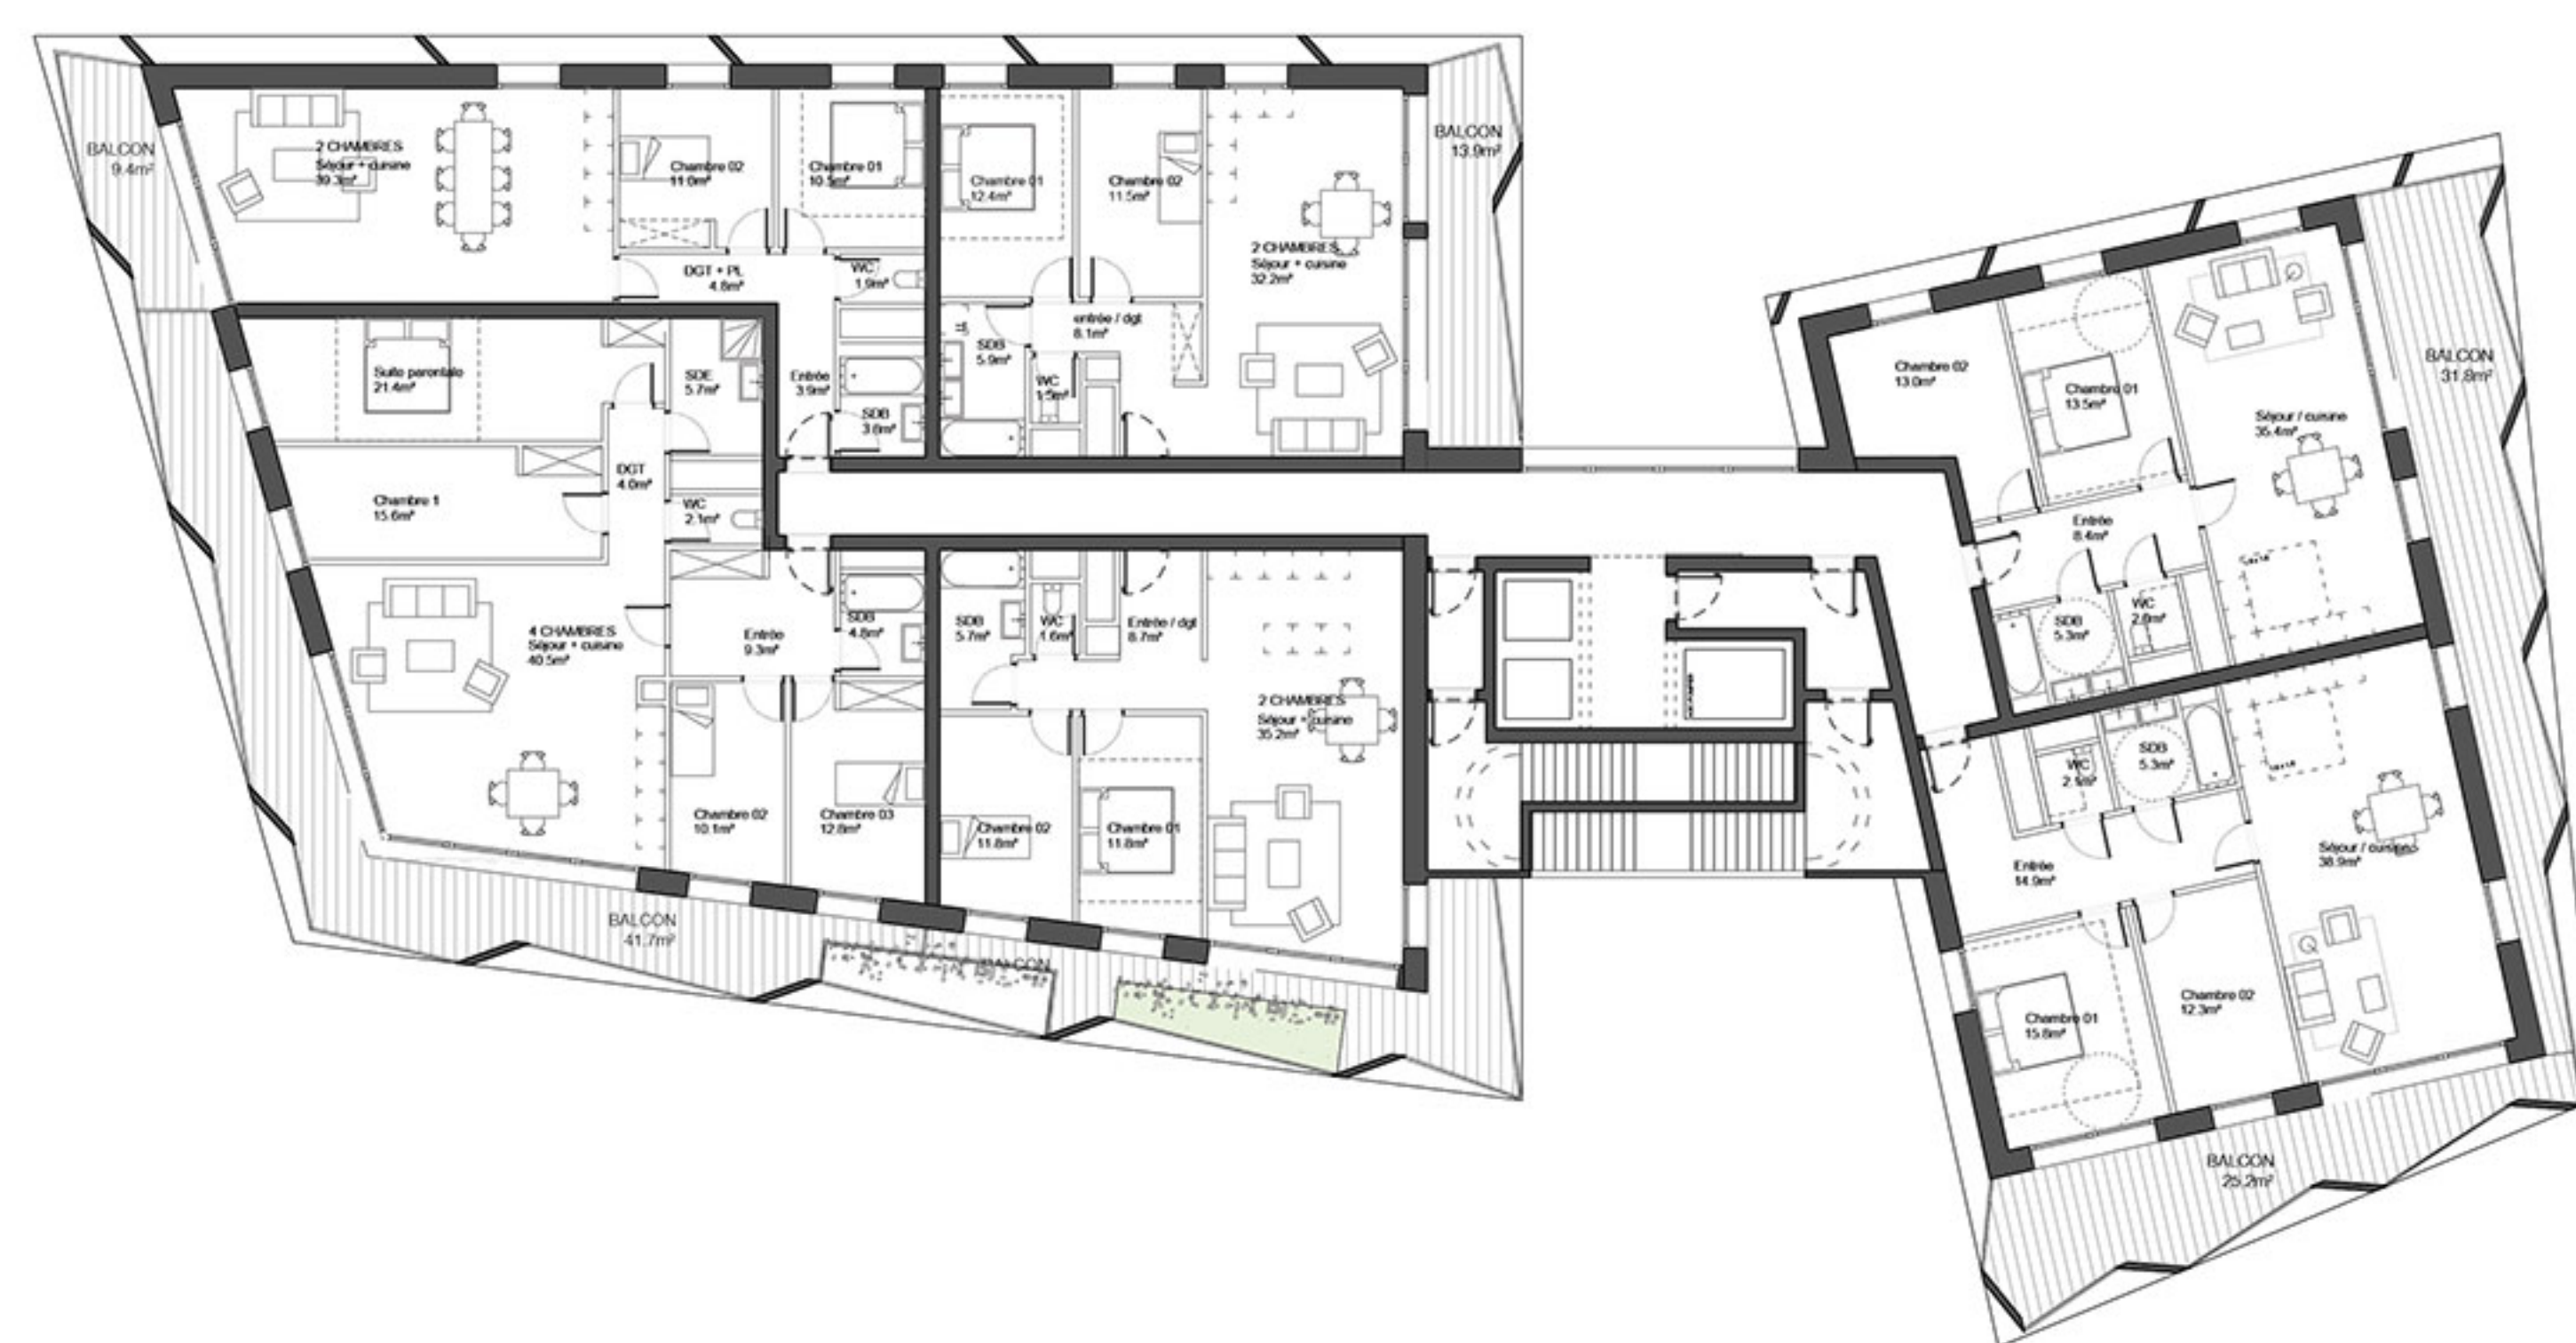 BALCON
9.4m²
2 CHAMBRES
Séjour + cuisine
39.3m²
Chambre 02
11.0m²
Chambre 01
10.5m²
DGT + PL
4.8m²
WC
1.9m²
Entrée
3.9m²
SDB
3.8m²
Chambre 01
12.4m²
Chambre 02
11.5m²
2 CHAMBRES
Séjour + cuisine
32.2m²
entrée / dgt
8.1m²
SDB
5.9m²
WC
1.5m²
BALCON
13.9m²
Suite parentale
21.4m²
SDE
5.7m²
Chambre 1
15.6m²
DGT
4.0m²
WC
2.1m²
4 CHAMBRES
Séjour + cuisine
40.5m²
Entrée
9.3m²
SDB
4.8m²
Chambre 02
10.1m²
Chambre 03
12.8m²
BALCON
41.7m²
SDB
5.7m²
WC
1.6m²
Entrée / dgt
8.7m²
2 CHAMBRES
Séjour + cuisine
35.2m²
Chambre 02
11.8m²
Chambre 01
11.8m²
BALCON
Chambre 02
13.0m²
Chambre 01
13.5m²
Séjour / cuisine
35.4m²
BALCON
31.8m²
Entrée
8.4m²
SDB
5.3m²
WC
WC
SDB
5.3m²
Entrée
14.9m²
Séjour / cuisine
38.9m²
Chambre 01
15.8m²
Chambre 02
12.3m²
BALCON
25.2m²